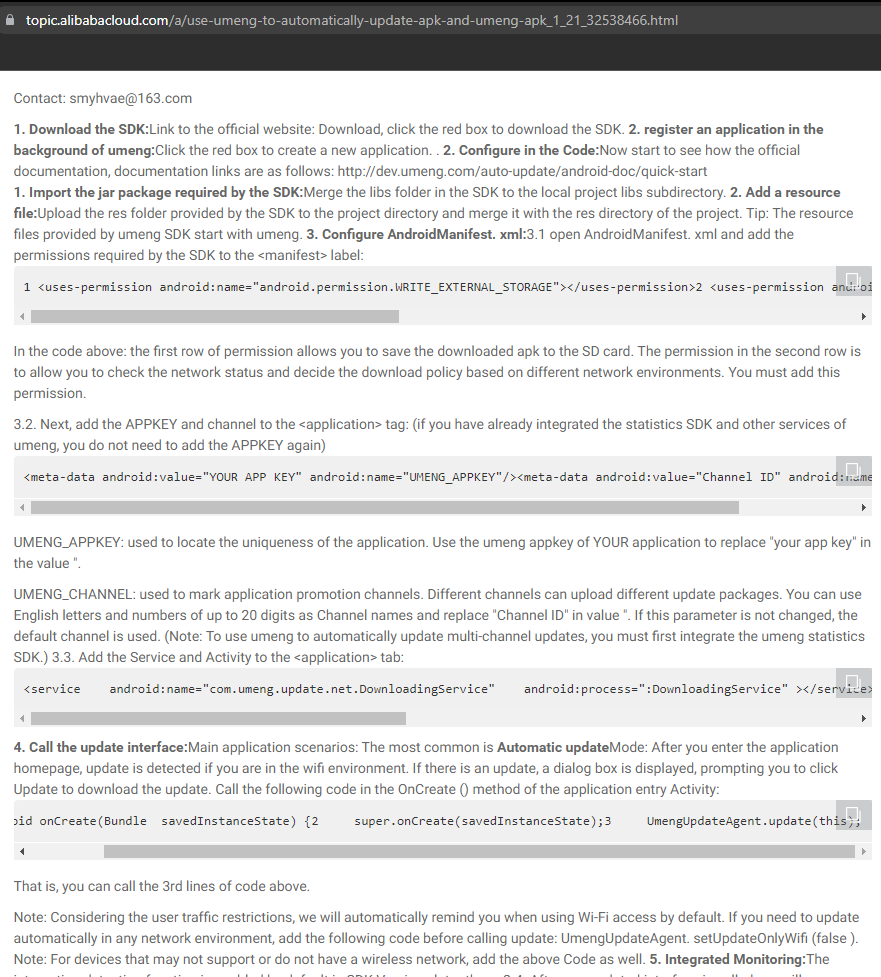 topic.alibabacloud.com/a/use-umeng-to-automatically-update-apk-and-umeng-apk_1_21_32538466.html
Contact: smyhvae@163.com
1. Download the SDK:Link to the official website: Download, click the red box to download the SDK. 2. register an application in the
background of umeng:Click the red box to create a new application. . 2. Configure in the Code:Now start to see how the official
documentation, documentation links are as follows: http://dev.umeng.com/auto-update/android-doc/quick-start
1. Import the jar package required by the SDK:Merge the libs folder in the SDK to the local project libs subdirectory. 2. Add a resource
file:Upload the res folder provided by the SDK to the project directory and merge it with the res directory of the project. Tip: The resource
files provided by umeng SDK start with umeng. 3. Configure AndroidManifest. xml:3.1 open AndroidManifest. xml and add the
permissions required by the SDK to the <manifest> label:
1 <uses-permission android:name="android.permission.WRITE_EXTERNAL_STORAGE"></uses-permission>2 <uses-permission androi
In the code above: the first row of permission allows you to save the downloaded apk to the SD card. The permission in the second row is
to allow you to check the network status and decide the download policy based on different network environments. You must add this
permission.
3.2. Next, add the APPKEY and channel to the <application> tag: (if you have already integrated the statistics SDK and other services of
umeng, you do not need to add the APPKEY again)
<meta-data android:value="YOUR APP KEY" android:name="UMENG_APPKEY"/><meta-data android:value="Channel ID" android:name
UMENG_APPKEY: used to locate the uniqueness of the application. Use the umeng appkey of YOUR application to replace "your app key" in
the value ".
UMENG_CHANNEL: used to mark application promotion channels. Different channels can upload different update packages. You can use
English letters and numbers of up to 20 digits as Channel names and replace "Channel ID" in value ". If this parameter is not changed, the
default channel is used. (Note: To use umeng to automatically update multi-channel updates, you must first integrate the umeng statistics
SDK.) 3.3. Add the Service and Activity to the <application> tab:
<service    android:name="com.umeng.update.net.DownloadingService"    android:process=":DownloadingService" ></service>
4. Call the update interface:Main application scenarios: The most common is Automatic updateMode: After you enter the application
homepage, update is detected if you are in the wifi environment. If there is an update, a dialog box is displayed, prompting you to click
Update to download the update. Call the following code in the OnCreate () method of the application entry Activity:
oid onCreate(Bundle  savedInstanceState) {2     super.onCreate(savedInstanceState);3     UmengUpdateAgent.update(this);
That is, you can call the 3rd lines of code above.
Note: Considering the user traffic restrictions, we will automatically remind you when using Wi-Fi access by default. If you need to update
automatically in any network environment, add the following code before calling update: UmengUpdateAgent. setUpdateOnlyWifi (false ).
Note: For devices that may not support or do not have a wireless network, add the above Code as well. 5. Integrated Monitoring:The